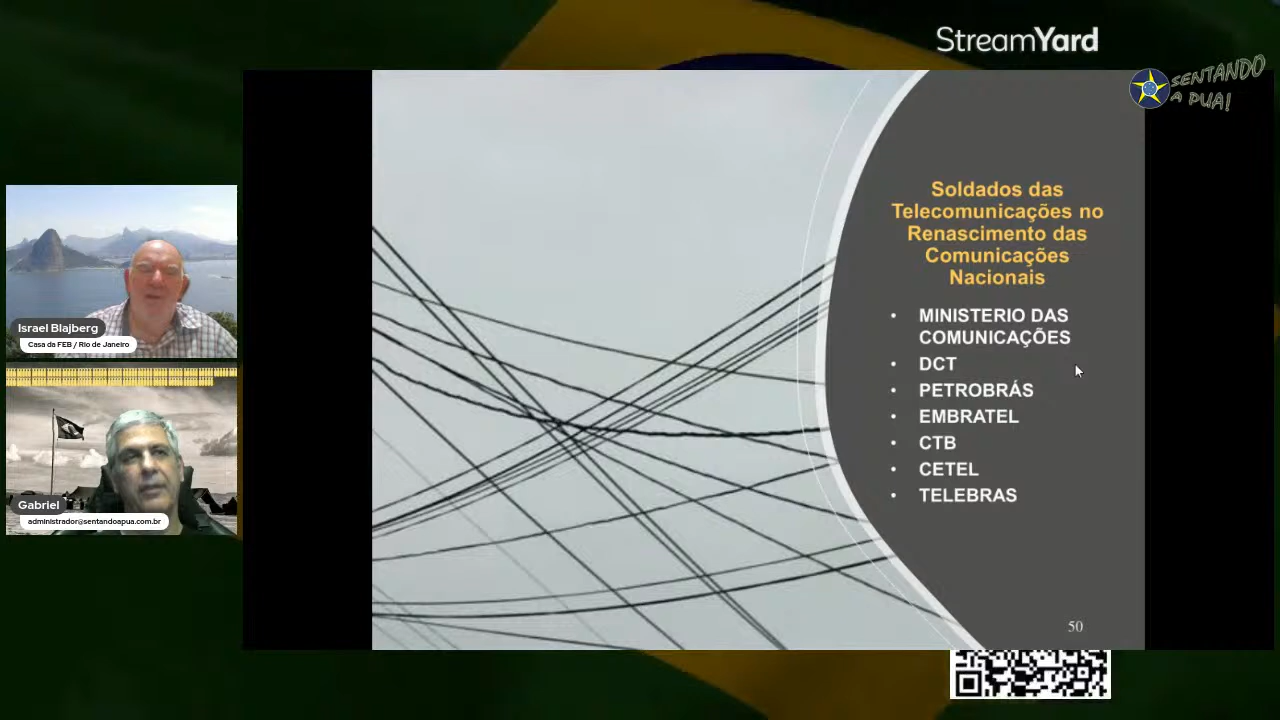 StreamYard
SENTANDO
A PUA!
Soldados das
Telecomunicações no
Renascimento das
Comunicações
Nacionais
• MINISTERIO DAS
COMUNICAÇÕES
• DCT
• PETROBRÁS
• EMBRATEL
• CTB
• CETEL
• TELEBRAS
50
Israel Blajberg
Casa da FEB / Rio de Janeiro
Gabriel
administrador@sentandoapua.com.br